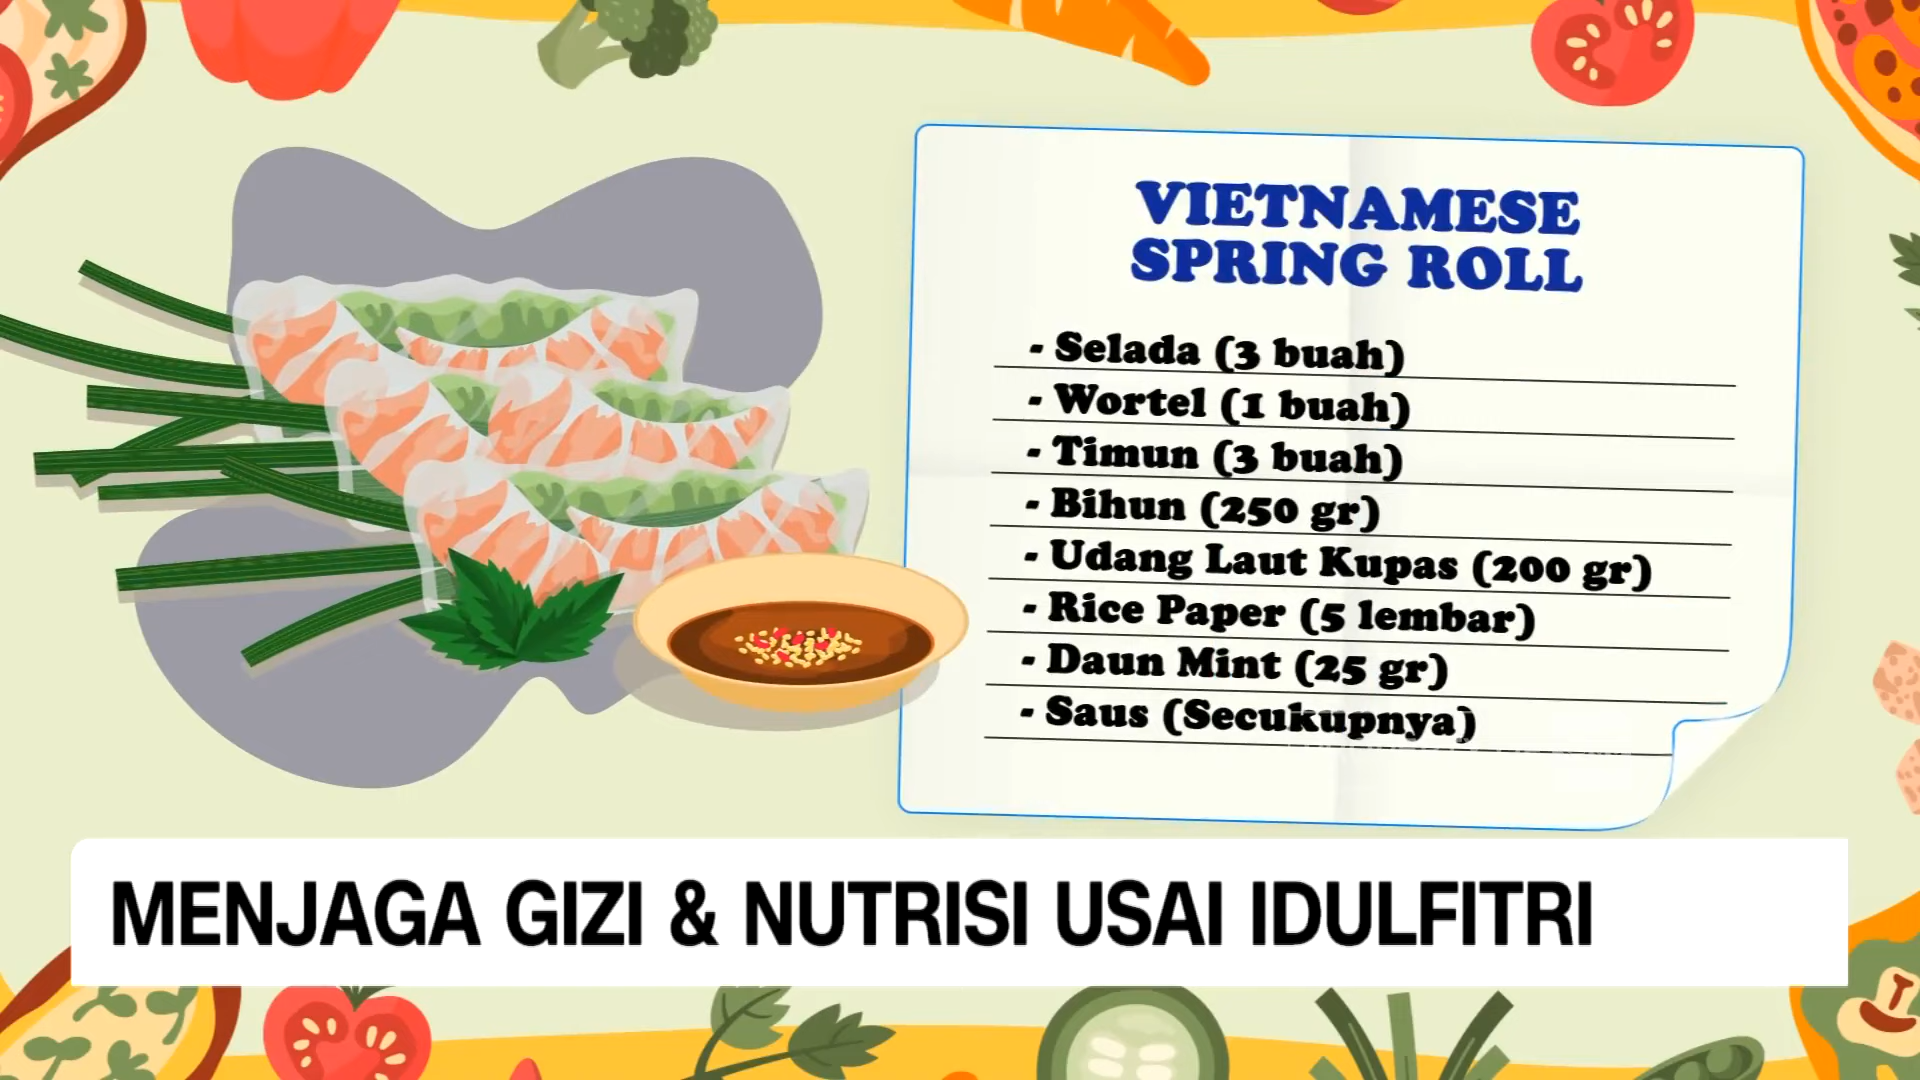 VIETNAMESE
SPRING ROLL
- Selada (3 buah)
- Wortel (1 buah)
- Timun (3 buah)
- Bihun (250 gr)
- Udang Laut Kupas (200 gr)
- Rice Paper (5 lembar)
- Daun Mint (25 gr)
- Saus (Secukupnya)
MENJAGA GIZI & NUTRISI USAI IDULFITRI